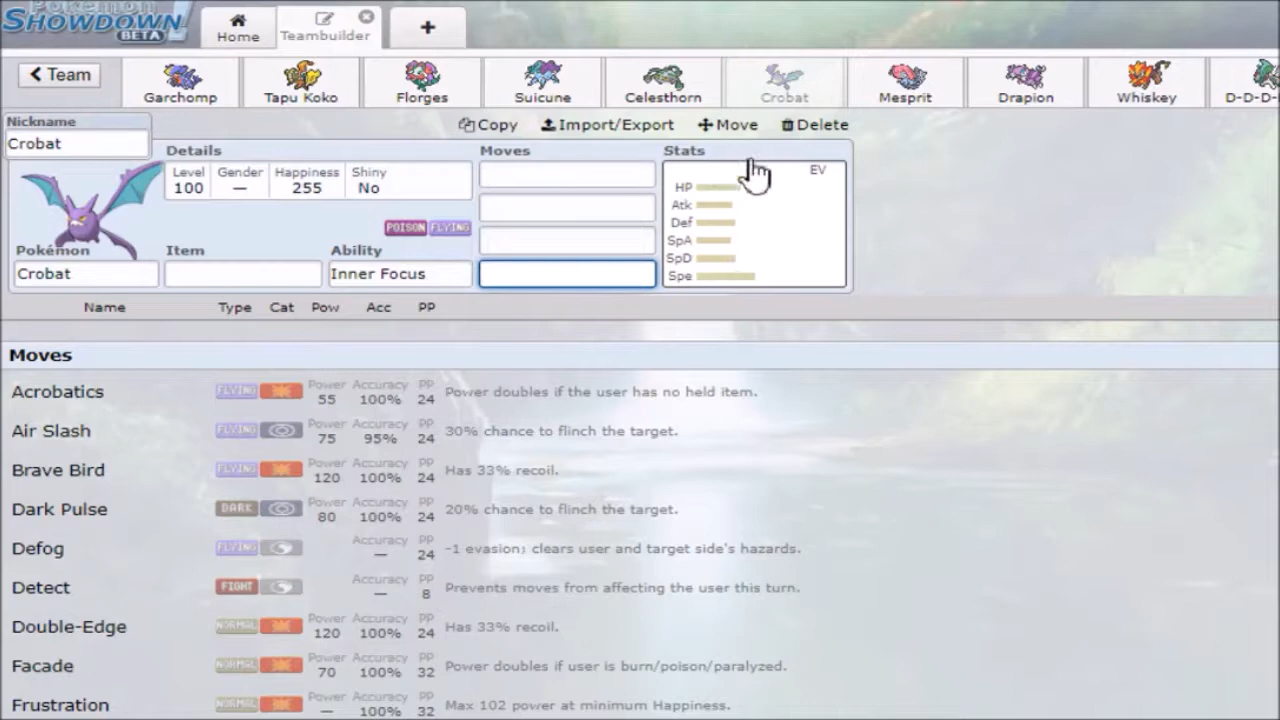 Pokémon
SHOWDOWN
BETA
Home
Teambuilder
+
< Team
Garchomp
Tapu Koko
Florges
Suicune
Celesthorn
Crobat
Mesprit
Drapion
Whiskey
D-D-D-
Nickname
Crobat
Copy
Import/Export
Move
Delete
Details
Moves
Stats
Level Gender Happiness Shiny
100 — 255 No
EV
HP
Atk
Def
SpA
SpD
Spe
POISON FLYING
Pokémon Item Ability
Crobat Inner Focus
Name Type Cat Pow Acc PP
Moves
Acrobatics FLYING Power 55 Accuracy 100% PP 24 Power doubles if the user has no held item.
Air Slash FLYING Power 75 Accuracy 95% PP 24 30% chance to flinch the target.
Brave Bird FLYING Power 120 Accuracy 100% PP 24 Has 33% recoil.
Dark Pulse DARK Power 80 Accuracy 100% PP 24 20% chance to flinch the target.
Defog FLYING Accuracy — PP 24 -1 evasion; clears user and target side's hazards.
Detect FIGHT Accuracy — PP 8 Prevents moves from affecting the user this turn.
Double-Edge NORMAL Power 120 Accuracy 100% PP 24 Has 33% recoil.
Facade NORMAL Power 70 Accuracy 100% PP 32 Power doubles if user is burn/poison/paralyzed.
Frustration NORMAL Power — Accuracy 100% PP 32 Max 102 power at minimum Happiness.